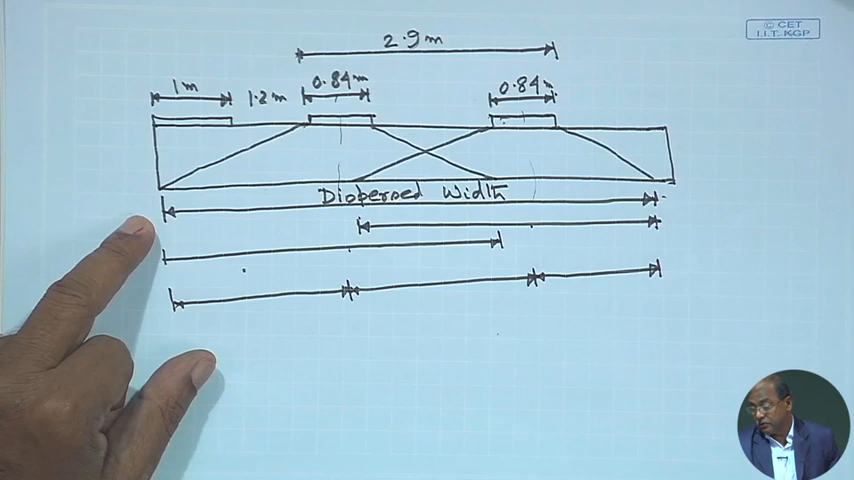 © CET
I.I.T. KGP
2.9 m
1 m
1.2 m
0.84 m
0.84 m
Dispersed Width